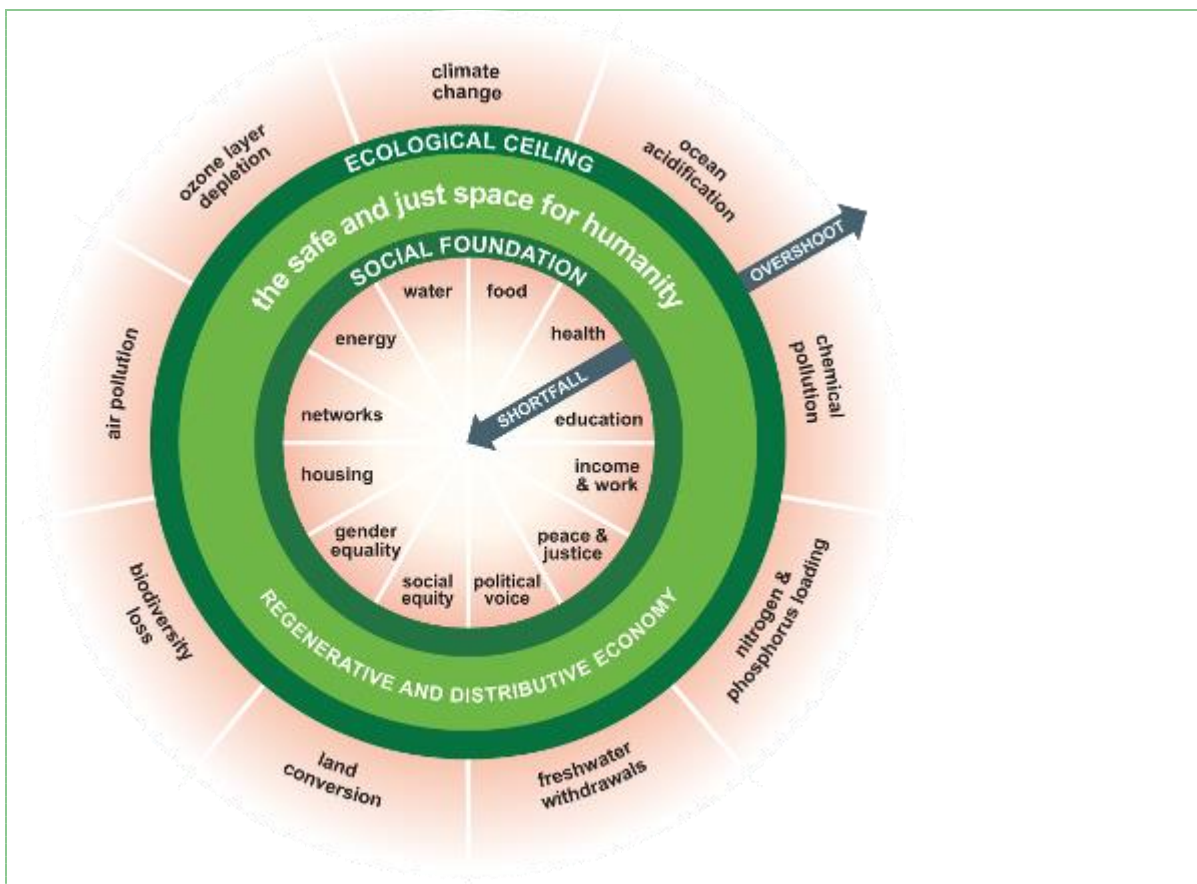 climate
change
ocean
acidification
chemical
pollution
nitrogen &
phosphorus loading
freshwater
withdrawals
land
conversion
biodiversity
loss
air pollution
ozone layer
depletion
ECOLOGICAL CEILING
OVERSHOOT
the safe and just space for humanity
SOCIAL FOUNDATION
water
food
health
SHORTFALL
education
income
& work
peace &
justice
political
voice
social
equity
gender
equality
housing
networks
energy
REGENERATIVE AND DISTRIBUTIVE ECONOMY